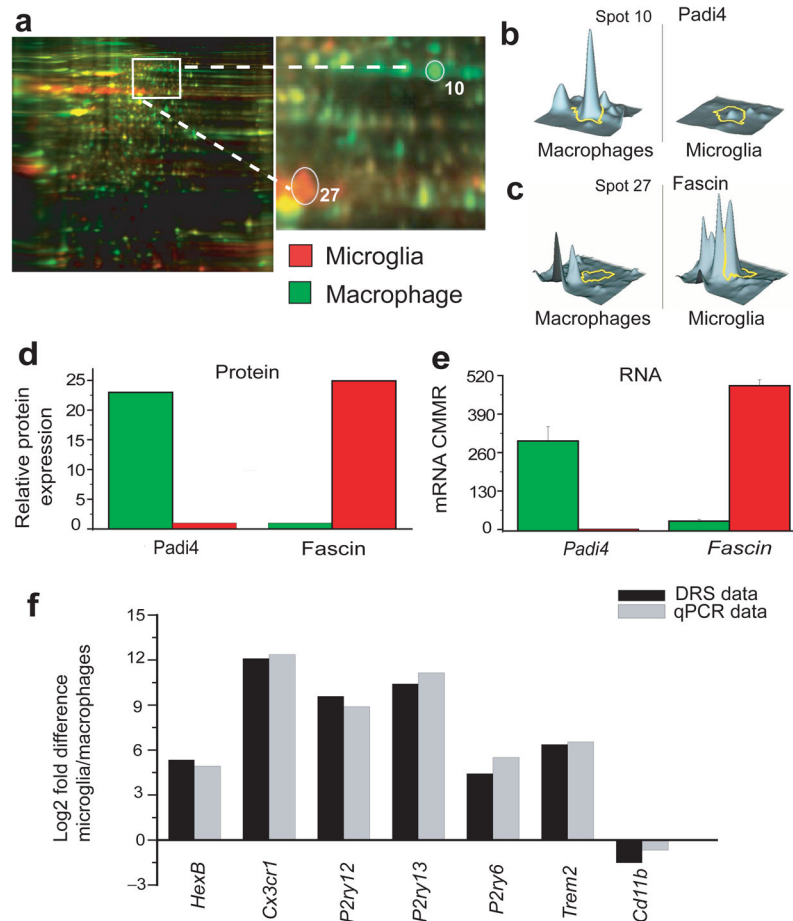 a
10
27
Microglia
Macrophage
b
Spot 10
Padi4
Macrophages
Microglia
c
Spot 27
Fascin
Macrophages
Microglia
d
Protein
Relative protein
expression
25
20
15
10
5
0
Padi4
Fascin
e
RNA
mRNA CMMR
520
390
260
130
0
Padi4
Fascin
f
DRS data
qPCR data
Log2 fold difference
microglia/macrophages
15
12
9
6
3
0
−3
HexB
Cx3cr1
P2ry12
P2ry13
P2ry6
Trem2
Cd11b